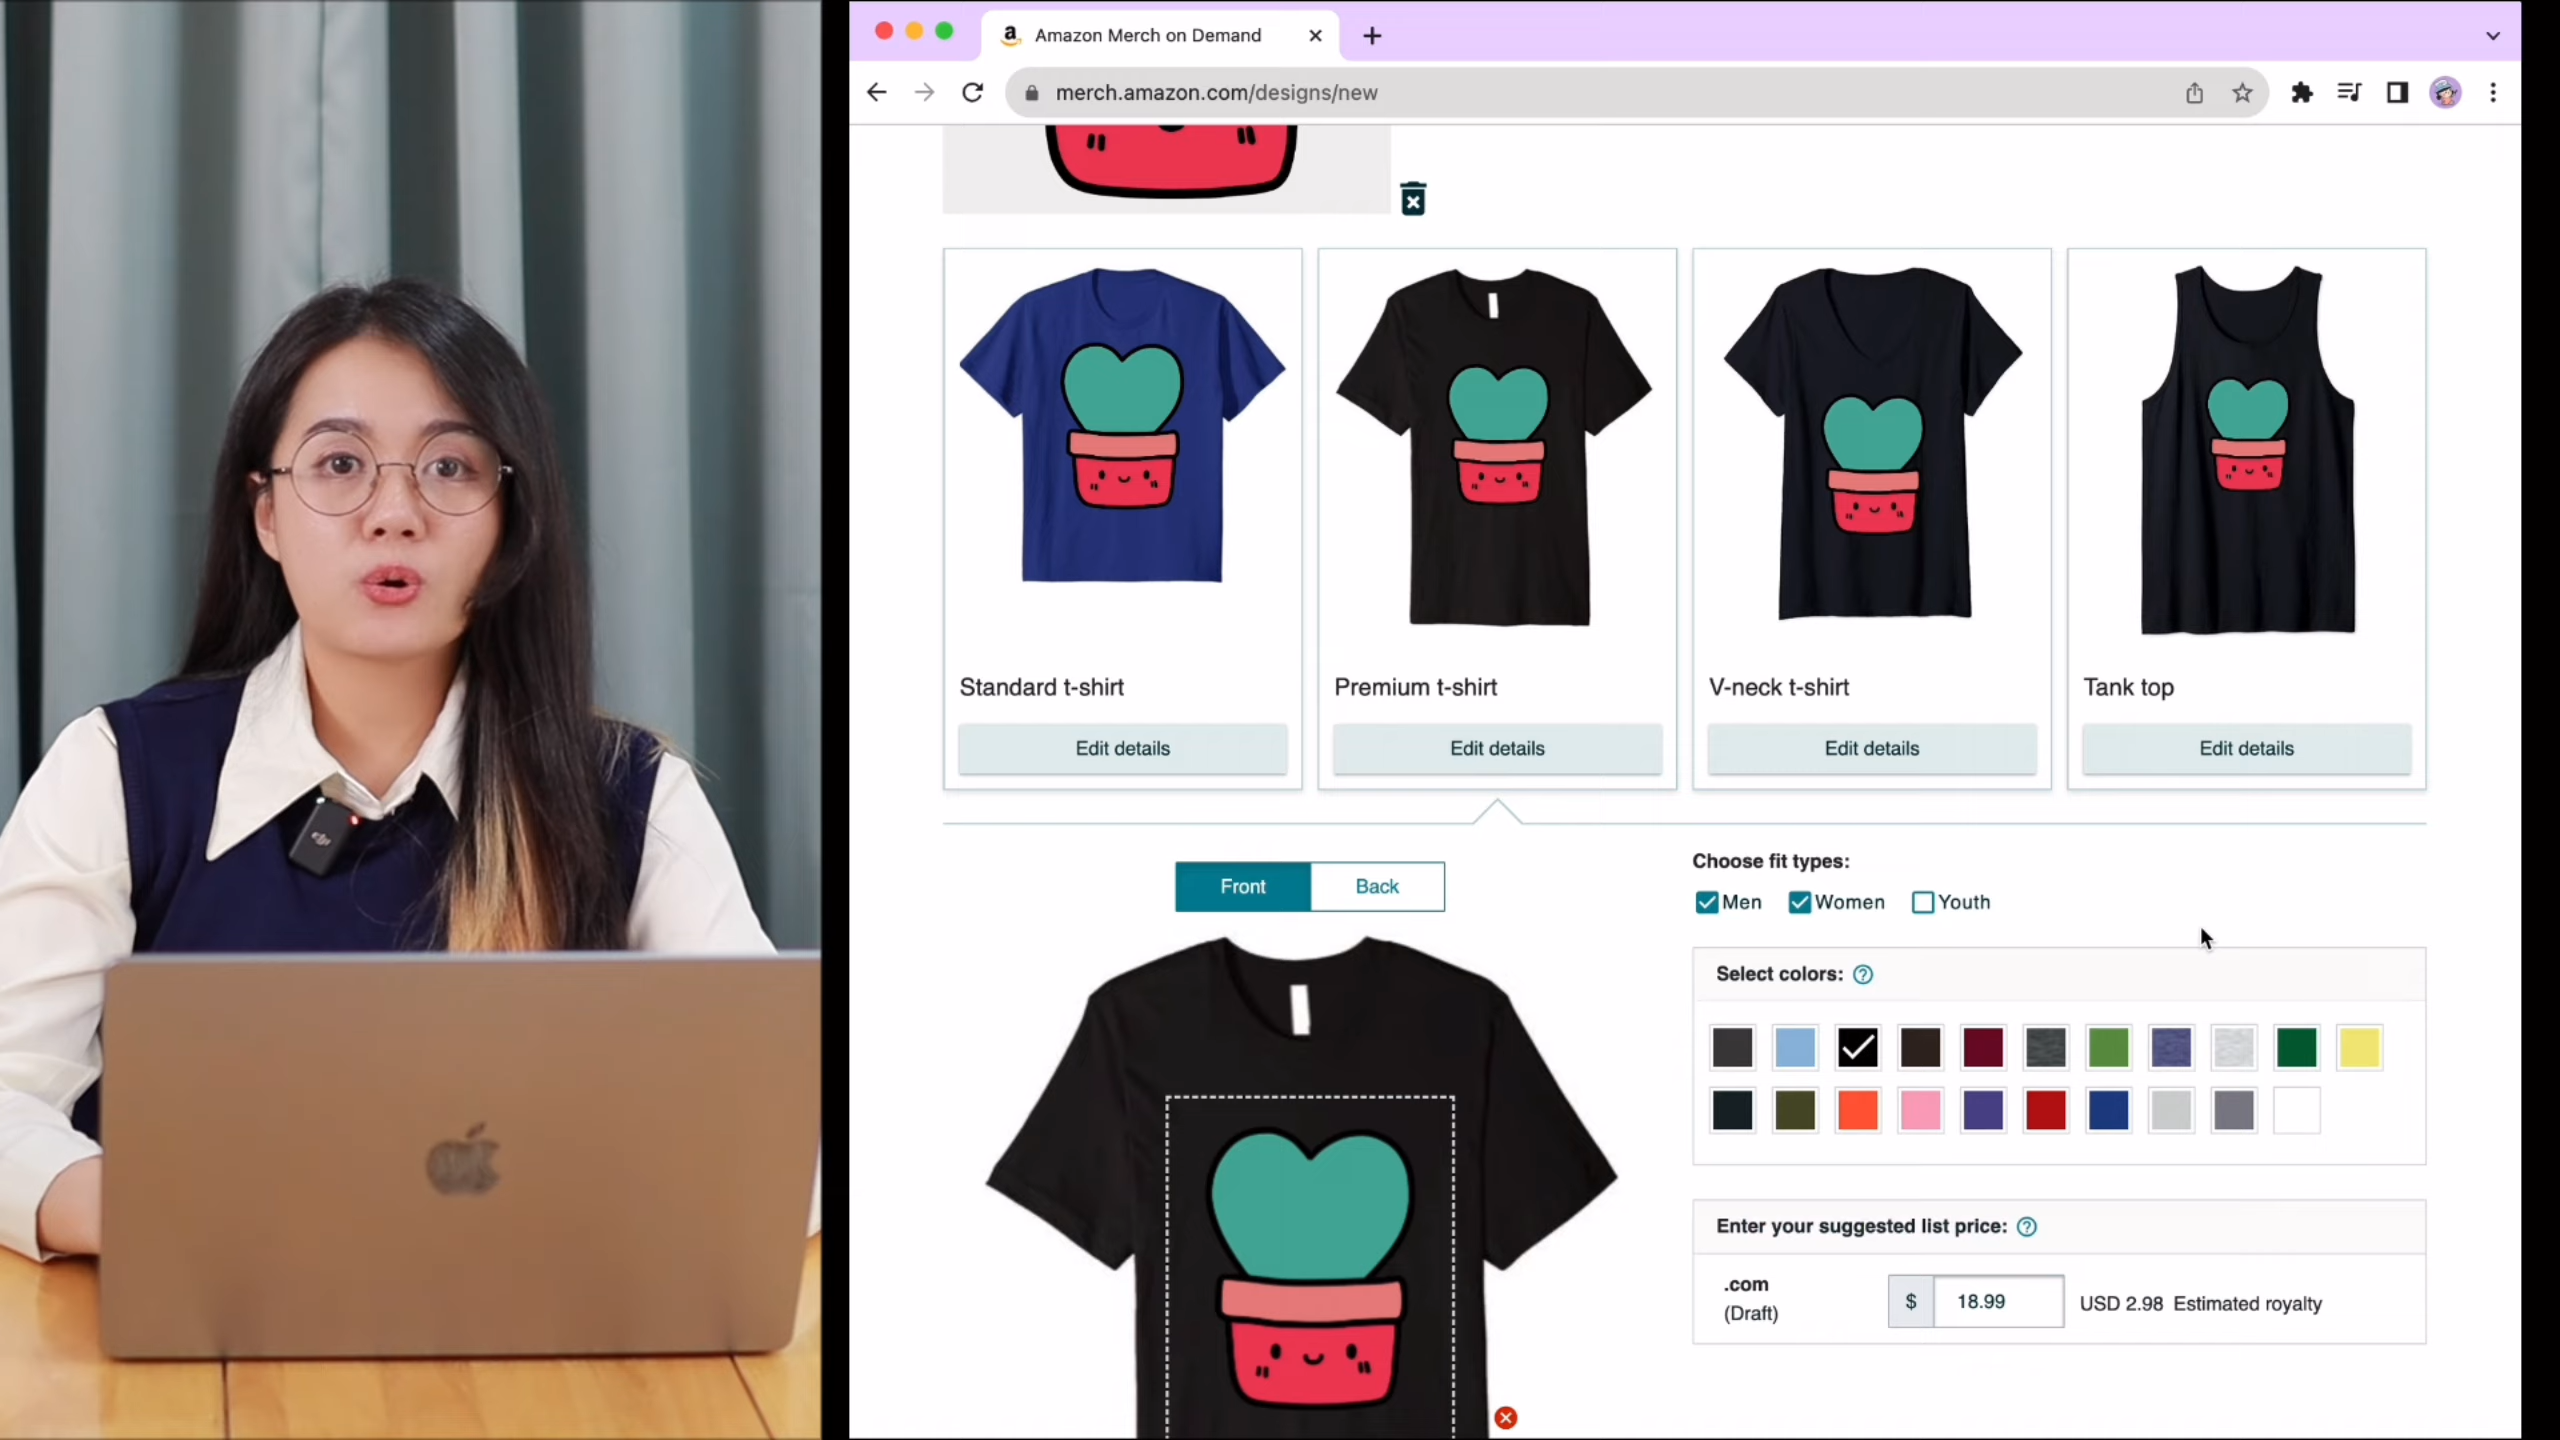 Amazon Merch on Demand
merch.amazon.com/designs/new
Standard t-shirt
Premium t-shirt
V-neck t-shirt
Tank top
Edit details
Edit details
Edit details
Edit details
Front
Back
Choose fit types:
Men
Women
Youth
Select colors:
Enter your suggested list price:
.com
(Draft)
$
18.99
USD 2.98 Estimated royalty
dji